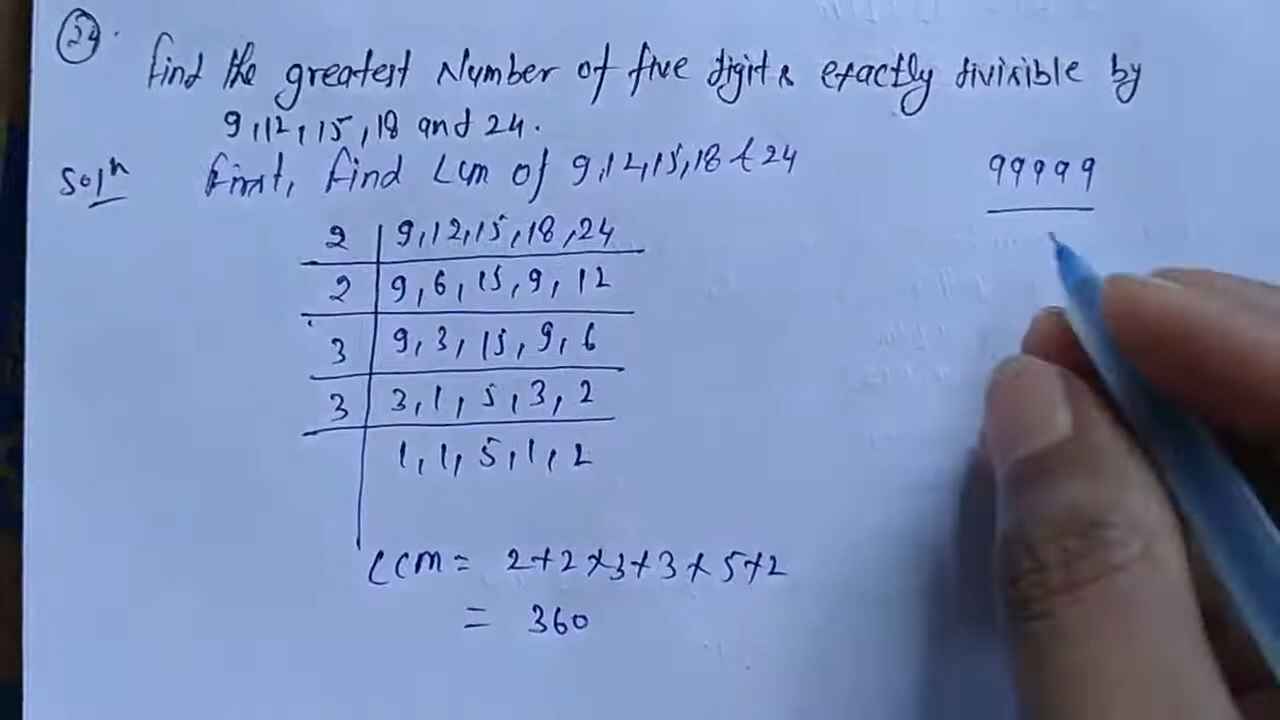 24.
Find the greatest Number of five digits exactly divisible by
9,12,15,18 and 24.
Solⁿ First, find Lcm of 9,12,15,18 & 24
99999
2 | 9,12,15,18,24
2 | 9,6,15,9,12
3 | 9,3,15,9,6
3 | 3,1,5,3,2
1,1,5,1,2
LCM = 2×2×3×3×5×2
= 360